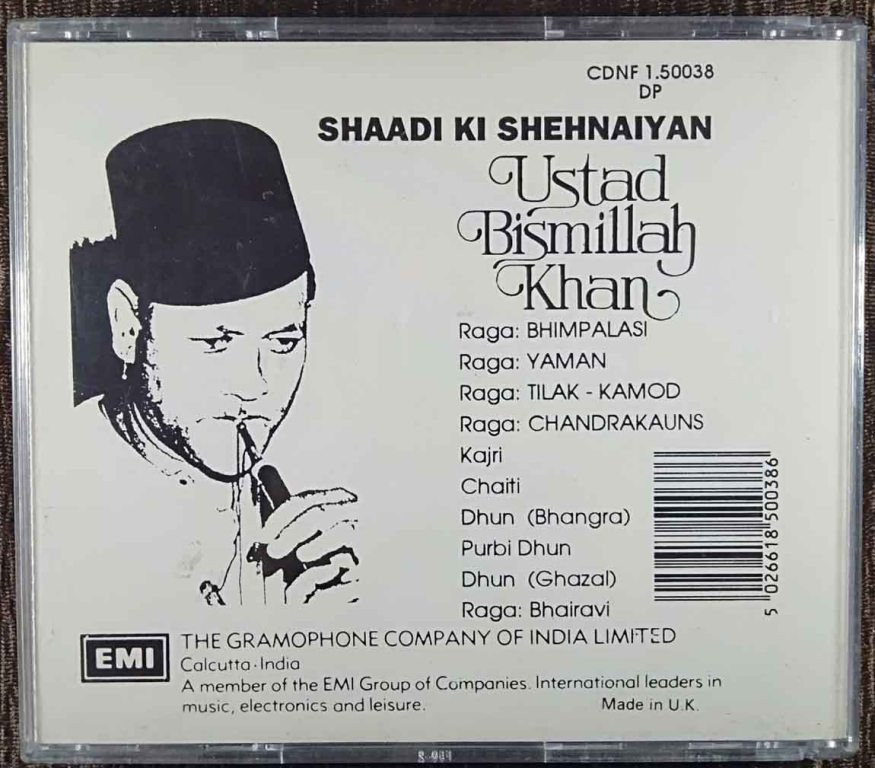 CDNF 1.50038
DP
SHAADI KI SHEHNAIYAN
Ustad
Bismillah
Khan
Raga: BHIMPALASI
Raga: YAMAN
Raga: TILAK - KAMOD
Raga: CHANDRAKAUNS
Kajri
Chaiti
Dhun (Bhangra)
Purbi Dhun
Dhun (Ghazal)
Raga: Bhairavi
5 026618 500386
EMI
THE GRAMOPHONE COMPANY OF INDIA LIMITED
Calcutta·India
A member of the EMI Group of Companies. International leaders in
music, electronics and leisure.
Made in U.K.